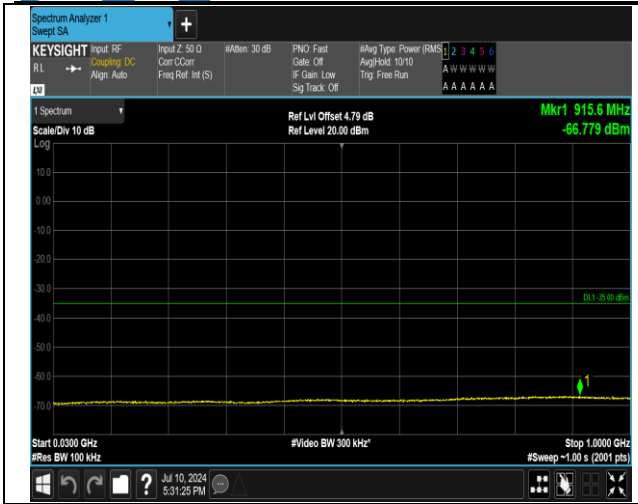 Spectrum Analyzer 1
Swept SA
+
KEYSIGHT
RL
LXI
Input: RF
Coupling: DC
Align: Auto
Input Z: 50 Ω
Corr CCorr
Freq Ref: Int (S)
#Atten: 30 dB
PNO: Fast
Gate: Off
IF Gain: Low
Sig Track: Off
#Avg Type: Power (RMS
Avg|Hold: 10/10
Trig: Free Run
1 2 3 4 5 6
A W W W W W
A A A A A A
1 Spectrum
Scale/Div 10 dB
Log
Ref Lvl Offset 4.79 dB
Ref Level 20.00 dBm
Mkr1 915.6 MHz
-66.779 dBm
10.0
0.00
-10.0
-20.0
-30.0
DL1 -35.00 dBm
-40.0
-50.0
-60.0
1
-70.0
Start 0.0300 GHz
#Res BW 100 kHz
#Video BW 300 kHz*
Stop 1.0000 GHz
#Sweep ~1.00 s (2001 pts)
?
Jul 10, 2024
5:31:25 PM